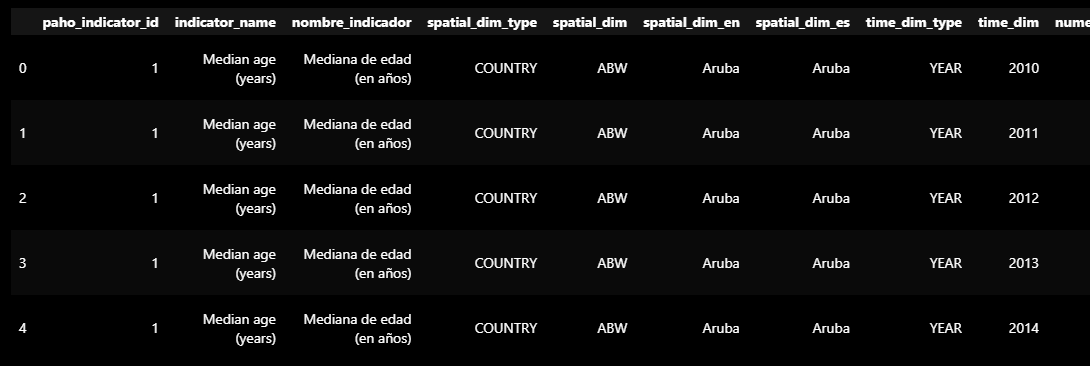 paho_indicator_id indicator_name nombre_indicador spatial_dim_type spatial_dim spatial_dim_en spatial_dim_es time_dim_type time_dim nume
0 1 Median age (years) Mediana de edad (en años) COUNTRY ABW Aruba Aruba YEAR 2010
1 1 Median age (years) Mediana de edad (en años) COUNTRY ABW Aruba Aruba YEAR 2011
2 1 Median age (years) Mediana de edad (en años) COUNTRY ABW Aruba Aruba YEAR 2012
3 1 Median age (years) Mediana de edad (en años) COUNTRY ABW Aruba Aruba YEAR 2013
4 1 Median age (years) Mediana de edad (en años) COUNTRY ABW Aruba Aruba YEAR 2014